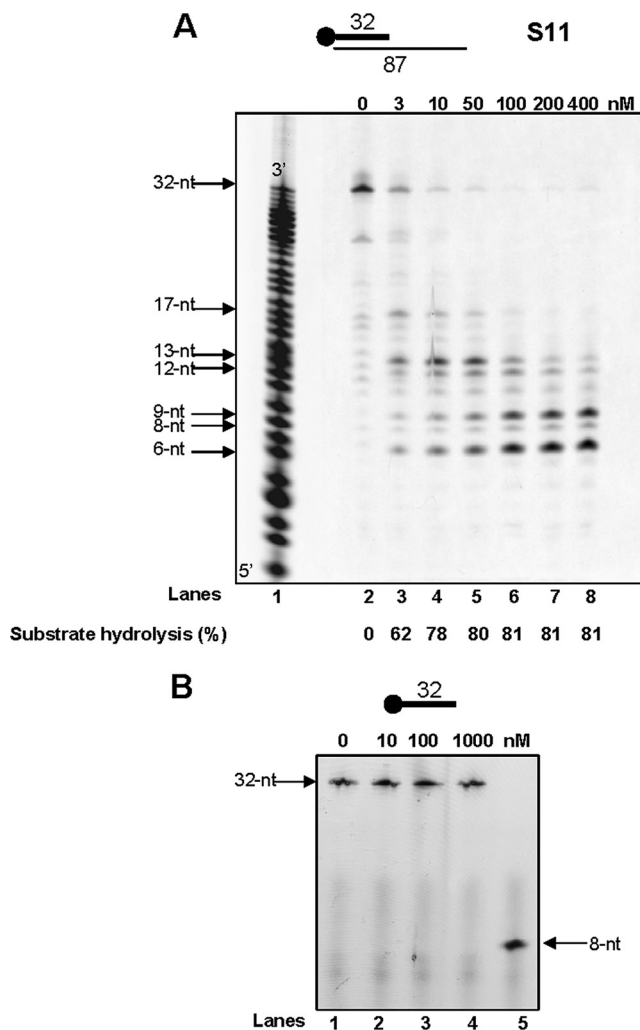 A
32
87
S11
0 3 10 50 100 200 400 nM
3'
32-nt
17-nt
13-nt
12-nt
9-nt
8-nt
6-nt
5'
Lanes 1 2 3 4 5 6 7 8
Substrate hydrolysis (%) 0 62 78 80 81 81 81
B
32
0 10 100 1000 nM
32-nt
8-nt
Lanes 1 2 3 4 5